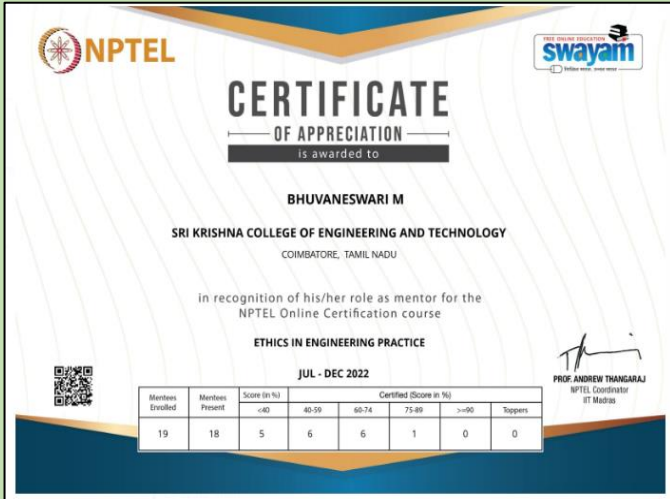 NPTEL
FREE ONLINE EDUCATION
swayam
CERTIFICATE
OF APPRECIATION
is awarded to
BHUVANESWARI M
SRI KRISHNA COLLEGE OF ENGINEERING AND TECHNOLOGY
COIMBATORE, TAMIL NADU
in recognition of his/her role as mentor for the
NPTEL Online Certification course
ETHICS IN ENGINEERING PRACTICE
JUL - DEC 2022
PROF. ANDREW THANGARAJ
NPTEL Coordinator
IIT Madras
Mentees Enrolled Mentees Present Score (in %) Certified (Score in %)
<40 40-59 60-74 75-89 >=90 Toppers
19 18 5 6 6 1 0 0